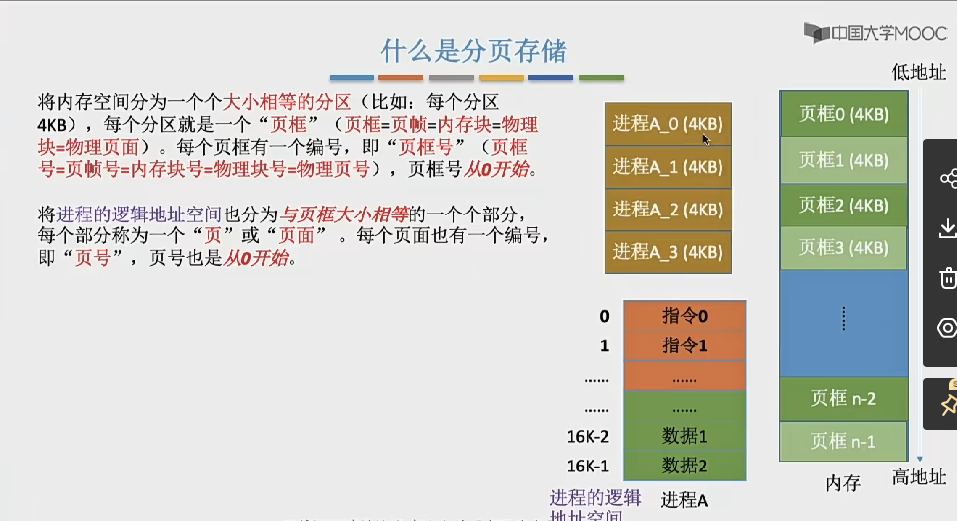 中国大学MOOC
什么是分页存储
低地址
将内存空间分为一个个大小相等的分区（比如：每个分区
4KB），每个分区就是一个“页框”（页框=页帧=内存块=物理
块=物理页面）。每个页框有一个编号，即“页框号”（页框
号=页帧号=内存块号=物理块号=物理页号），页框号从0开始。
将进程的逻辑地址空间也分为与页框大小相等的一个个部分，
每个部分称为一个“页”或“页面”。每个页面也有一个编号，
即“页号”，页号也是从0开始。
进程A_0 (4KB)
进程A_1 (4KB)
进程A_2 (4KB)
进程A_3 (4KB)
0 指令0
1 指令1
...... ......
...... ......
16K-2 数据1
16K-1 数据2
进程的逻辑
地址空间
进程A
页框0 (4KB)
页框1 (4KB)
页框2 (4KB)
页框3 (4KB)
......
页框 n-2
页框 n-1
内存
高地址